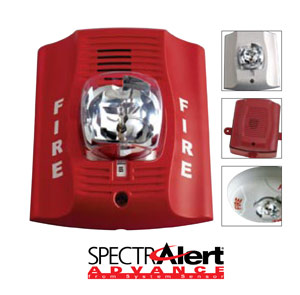 FIRE
FIRE
SPECTRAlert
ADVANCE
from System Sensor